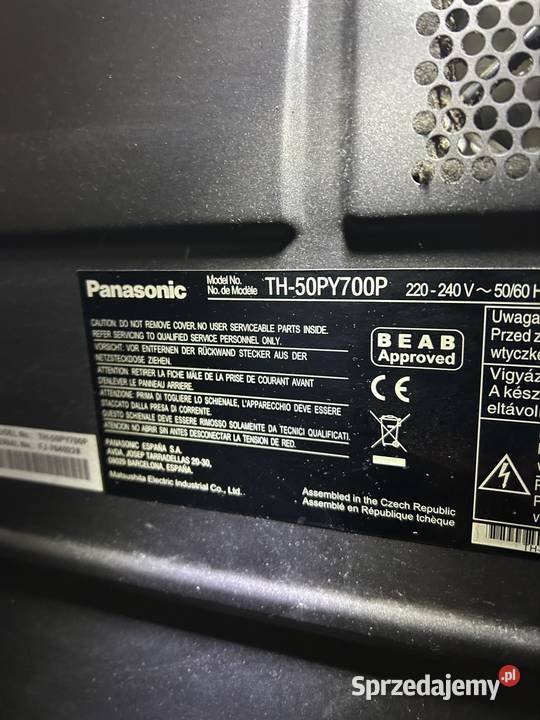 Panasonic
Model No.
No. de Modèle
TH-50PY700P
220 - 240 V ~ 50/60 H
CAUTION: DO NOT REMOVE COVER. NO USER SERVICEABLE PARTS INSIDE.
REFER SERVICING TO QUALIFIED SERVICE PERSONNEL ONLY.
VORSICHT: VOR ENTFERNEN DER RÜCKWAND STECKER AUS DER
NETZSTECKDOSE ZIEHEN.
ATTENTION: RETIRER LA FICHE MÂLE DE LA PRISE DE COURANT AVANT
D'ENLEVER LE PANNEAU ARRIERE.
ATTENZIONE: PRIMA DI TOGLIERE LO SCHIENALE, L'APPARECCHIO DEVE ESSERE
STACCATO DALLA PRESA DI CORRENTE.
QUESTO SCHIENALE DEVE ESSERE RIMOSSO SOLAMENTE DA TECNICI QUALIFICATI.
ATENCION: NO ABRIR SIN ANTES DESCONECTAR LA TENSION DE RED.
PANASONIC ESPAÑA S.A.
AVDA. JOSEP TARRADELLAS 20-30,
08029 BARCELONA, ESPAÑA.
Matsushita Electric Industrial Co., Ltd.
BEAB
Approved
CE
Assembled in the Czech Republic
Assemblé en République tchèque
Uwaga
Przed z
wtyczke
Vigyáz
A kész
eltávol
TH-50PY700P
Sprzedajemy.pl